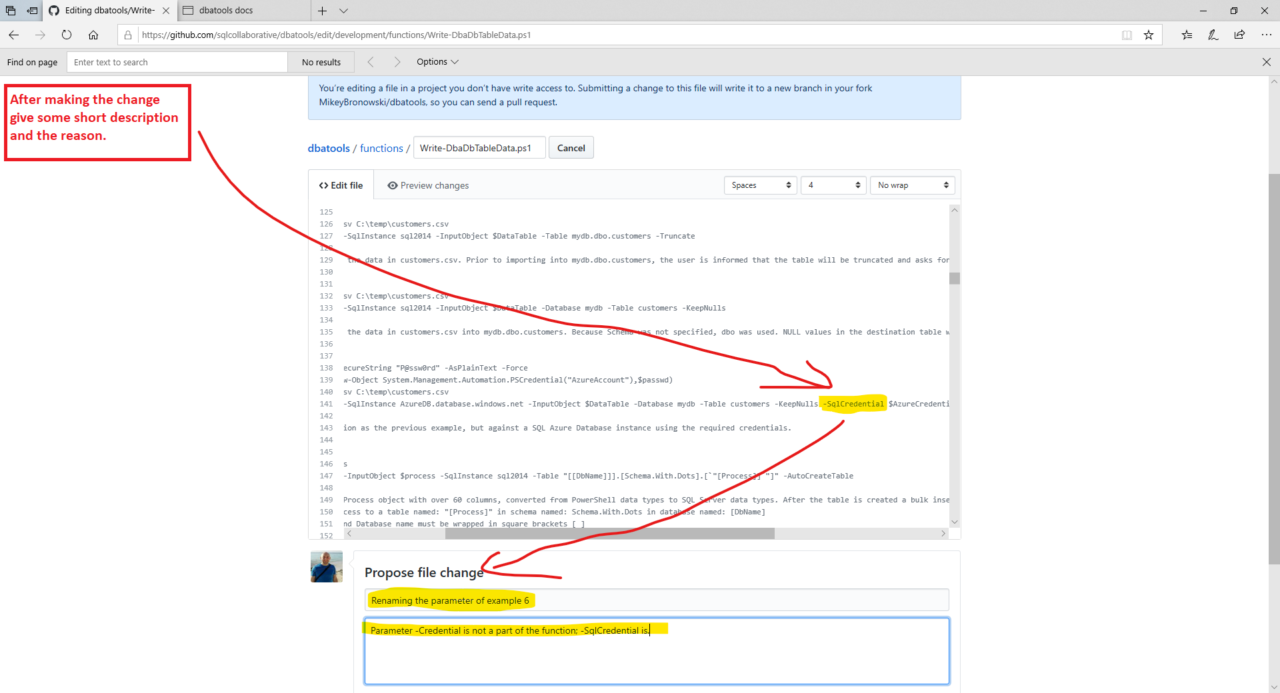 Editing dbatools/Write-
dbatools docs
https://github.com/sqlcollaborative/dbatools/edit/development/functions/Write-DbaDbTableData.ps1
Find on page
Enter text to search
No results
Options
After making the change
give some short description
and the reason.
You're editing a file in a project you don't have write access to. Submitting a change to this file will write it to a new branch in your fork
MikeyBronowski/dbatools, so you can send a pull request.
dbatools / functions / Write-DbaDbTableData.ps1 Cancel
<> Edit file Preview changes Spaces 4 No wrap
125
126 sv C:\temp\customers.csv
127 -SqlInstance sql2014 -InputObject $DataTable -Table mydb.dbo.customers -Truncate
128
129 the data in customers.csv. Prior to importing into mydb.dbo.customers, the user is informed that the table will be truncated and asks for
130
131
132 sv C:\temp\customers.csv
133 -SqlInstance sql2014 -InputObject $DataTable -Database mydb -Table customers -KeepNulls
134
135 the data in customers.csv into mydb.dbo.customers. Because Schema was not specified, dbo was used. NULL values in the destination table w
136
137
138 ecureString "P@ssw0rd" -AsPlainText -Force
139 w-Object System.Management.Automation.PSCredential("AzureAccount"),$passwd)
140 sv C:\temp\customers.csv
141 -SqlInstance AzureDB.database.windows.net -InputObject $DataTable -Database mydb -Table customers -KeepNulls -SqlCredential $AzureCredenti
142
143 ion as the previous example, but against a SQL Azure Database instance using the required credentials.
144
145
146 s
147 -InputObject $process -SqlInstance sql2014 -Table "[[DbName]]].[Schema.With.Dots].[`"[Process]]`"]" -AutoCreateTable
148
149 Process object with over 60 columns, converted from PowerShell data types to SQL Server data types. After the table is created a bulk inse
150 cess to a table named: "[Process]" in schema named: Schema.With.Dots in database named: [DbName]
151 nd Database name must be wrapped in square brackets [ ]
152
Propose file change
Renaming the parameter of example 6
Parameter -Credential is not a part of the function; -SqlCredential is.